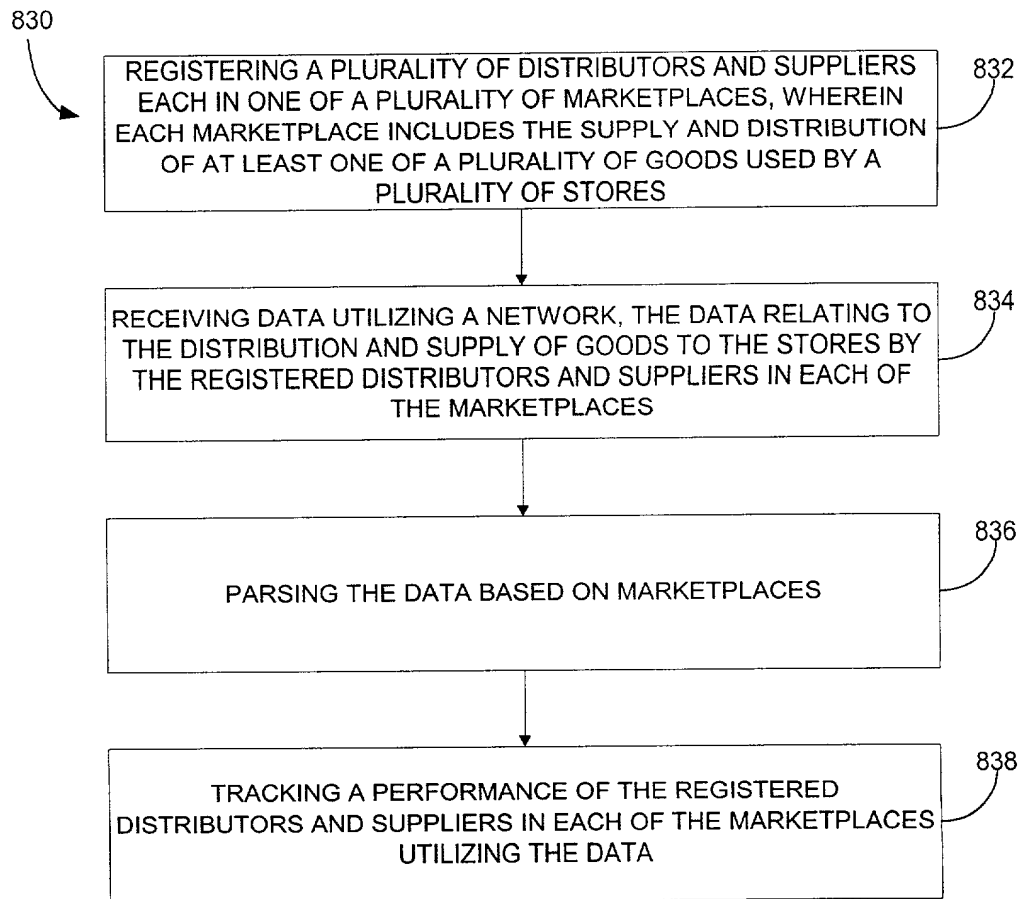 830
REGISTERING A PLURALITY OF DISTRIBUTORS AND SUPPLIERS
EACH IN ONE OF A PLURALITY OF MARKETPLACES, WHEREIN
EACH MARKETPLACE INCLUDES THE SUPPLY AND DISTRIBUTION
OF AT LEAST ONE OF A PLURALITY OF GOODS USED BY A
PLURALITY OF STORES
832
RECEIVING DATA UTILIZING A NETWORK, THE DATA RELATING TO
THE DISTRIBUTION AND SUPPLY OF GOODS TO THE STORES BY
THE REGISTERED DISTRIBUTORS AND SUPPLIERS IN EACH OF
THE MARKETPLACES
834
PARSING THE DATA BASED ON MARKETPLACES
836
TRACKING A PERFORMANCE OF THE REGISTERED
DISTRIBUTORS AND SUPPLIERS IN EACH OF THE MARKETPLACES
UTILIZING THE DATA
838